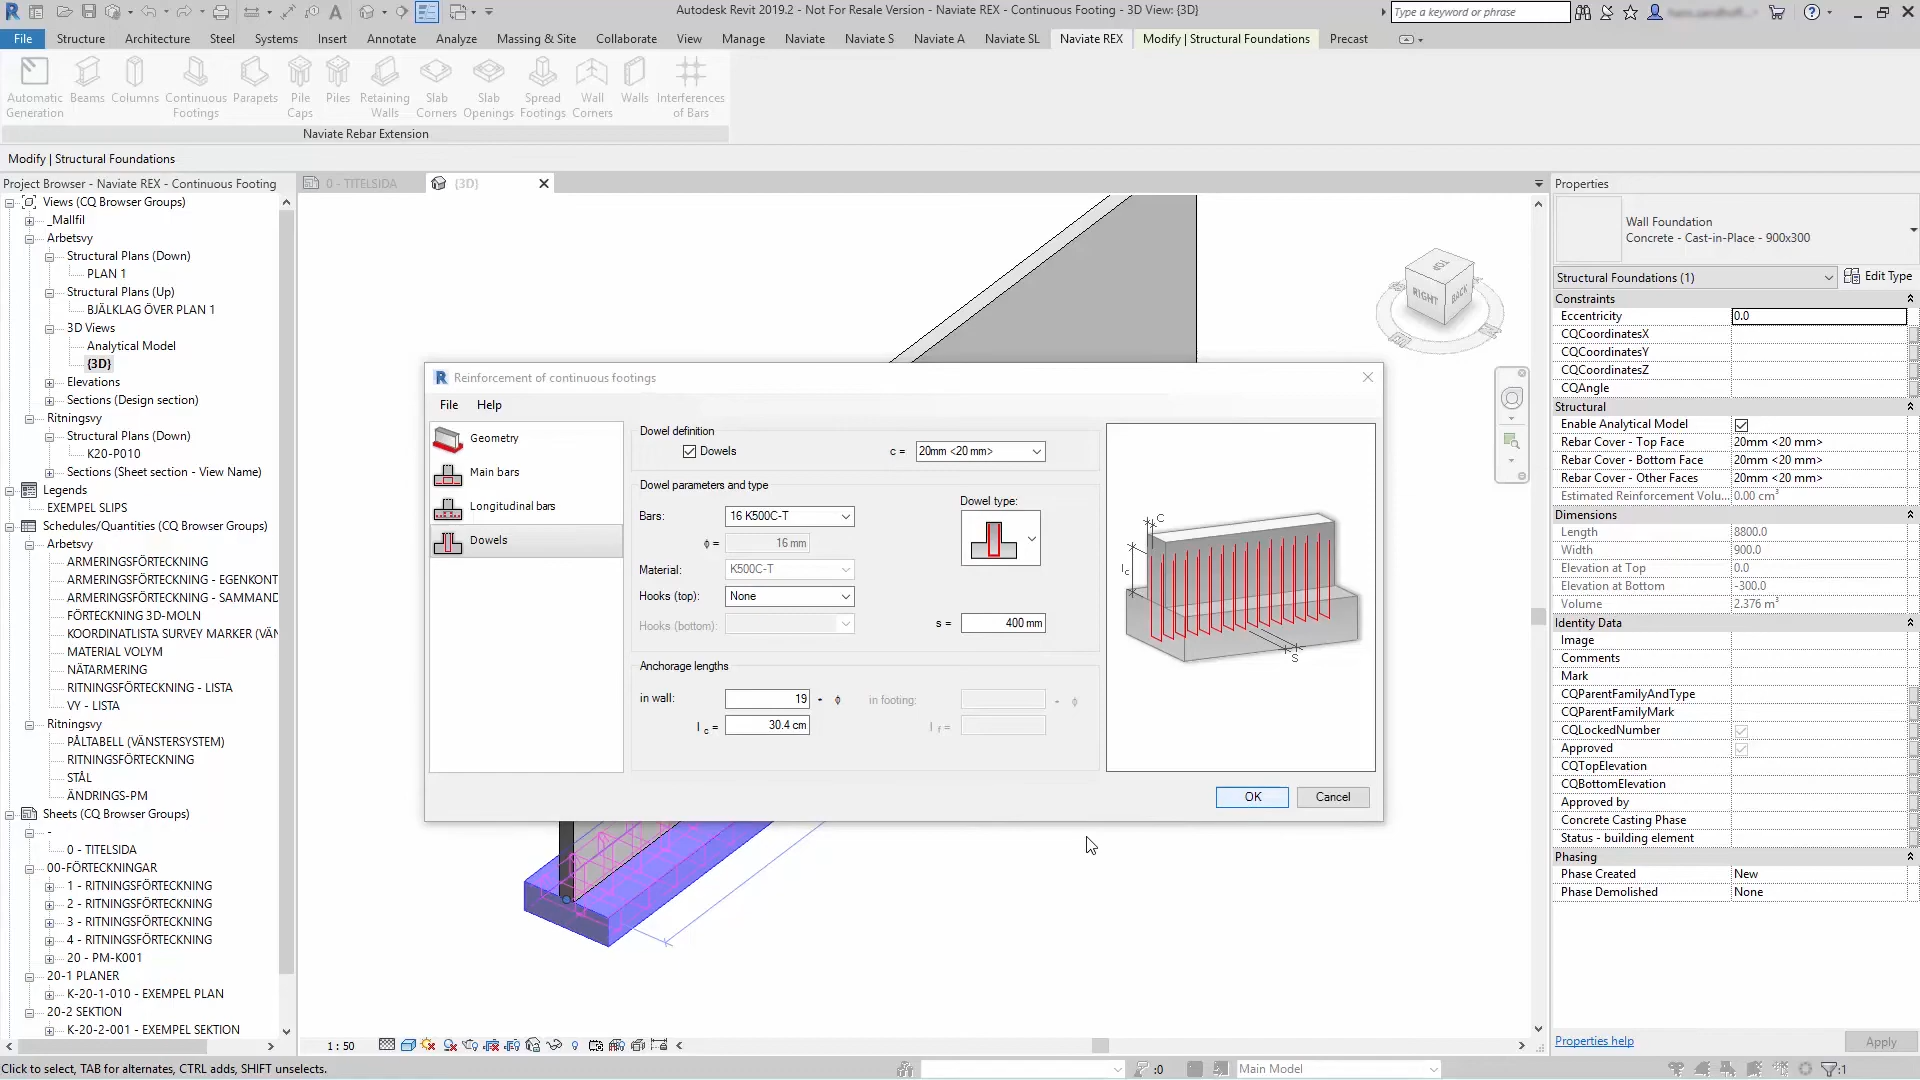 Autodesk Revit 2019.2 - Not For Resale Version - Naviate REX - Continuous Footing - 3D View: {3D}
Type a keyword or phrase
File Structure Architecture Steel Systems Insert Annotate Analyze Massing & Site Collaborate View Manage Naviate Naviate S Naviate A Naviate SL Naviate REX Modify | Structural Foundations Precast
Automatic Generation
Beams
Columns
Continuous Footings
Parapets
Pile Caps
Piles
Retaining Walls
Slab Corners
Slab Openings
Spread Footings
Wall Corners
Walls
Interferences of Bars
Naviate Rebar Extension
Modify | Structural Foundations
Project Browser - Naviate REX - Continuous Footing
Views (CQ Browser Groups)
_Mallfil
Arbetsvy
Structural Plans (Down)
PLAN 1
Structural Plans (Up)
BJÄLKLAG ÖVER PLAN 1
3D Views
Analytical Model
{3D}
Elevations
Sections (Design section)
Ritningsvy
Structural Plans (Down)
K20-P010
Sections (Sheet section - View Name)
Legends
EXEMPEL SLIPS
Schedules/Quantities (CQ Browser Groups)
Arbetsvy
ARMERINGSFÖRTECKNING
ARMERINGSFÖRTECKNING - EGENKONT
ARMERINGSFÖRTECKNING - SAMMAND
FÖRTECKNING 3D-MOLN
KOORDINATLISTA SURVEY MARKER (VÄN
MATERIAL VOLYM
NÄTARMERING
RITNINGSFÖRTECKNING - LISTA
VY - LISTA
Ritningsvy
PÅLTABELL (VÄNSTERSYSTEM)
RITNINGSFÖRTECKNING
STÅL
ÄNDRINGS-PM
Sheets (CQ Browser Groups)
-
0 - TITELSIDA
00-FÖRTECKNINGAR
1 - RITNINGSFÖRTECKNING
2 - RITNINGSFÖRTECKNING
3 - RITNINGSFÖRTECKNING
4 - RITNINGSFÖRTECKNING
20 - PM-K001
20-1 PLANER
K-20-1-010 - EXEMPEL PLAN
20-2 SEKTION
K-20-2-001 - EXEMPEL SEKTION
0 - TITELSIDA
{3D}
RIGHT
BACK
TOP
Reinforcement of continuous footings
File Help
Geometry
Main bars
Longitudinal bars
Dowels
Dowel definition
Dowels
c = 20mm <20 mm>
Dowel parameters and type
Bars: 16 K500C-T
ϕ = 16 mm
Material: K500C-T
Hooks (top): None
Hooks (bottom):
Dowel type:
s = 400 mm
Anchorage lengths
in wall: 19 • ϕ
l c = 30.4 cm
in footing: • ϕ
l f =
C
lc
S
OK
Cancel
Properties
Wall Foundation
Concrete - Cast-in-Place - 900x300
Structural Foundations (1)
Edit Type
Constraints
Eccentricity 0.0
CQCoordinatesX
CQCoordinatesY
CQCoordinatesZ
CQAngle
Structural
Enable Analytical Model
Rebar Cover - Top Face 20mm <20 mm>
Rebar Cover - Bottom Face 20mm <20 mm>
Rebar Cover - Other Faces 20mm <20 mm>
Estimated Reinforcement Volu... 0.00 cm³
Dimensions
Length 8800.0
Width 900.0
Elevation at Top 0.0
Elevation at Bottom -300.0
Volume 2.376 m³
Identity Data
Image
Comments
Mark
CQParentFamilyAndType
CQParentFamilyMark
CQLockedNumber
Approved
CQTopElevation
CQBottomElevation
Approved by
Concrete Casting Phase
Status - building element
Phasing
Phase Created New
Phase Demolished None
Properties help
Apply
1 : 50
Click to select, TAB for alternates, CTRL adds, SHIFT unselects.
:0
Main Model
:1